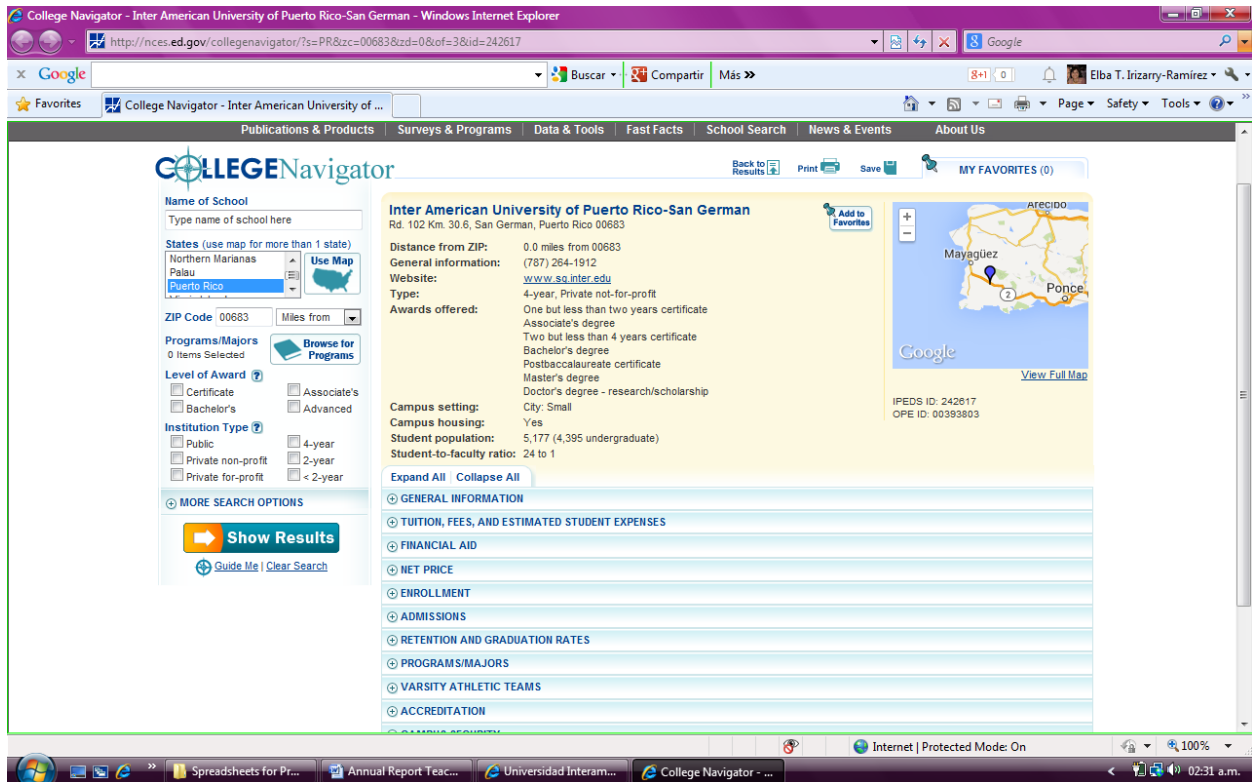 College Navigator - Inter American University of Puerto Rico-San German - Windows Internet Explorer
http://nces.ed.gov/collegenavigator/?s=PR&zc=00683&zd=0&of=3&id=242617
Google
x Google
Buscar
Compartir
Más »
8+1 0
Elba T. Irizarry-Ramírez
Favorites
College Navigator - Inter American University of ...
Page Safety Tools
Publications & Products | Surveys & Programs | Data & Tools | Fast Facts | School Search | News & Events About Us
COLLEGENavigator
Back to Results
Print
Save
MY FAVORITES (0)
Name of School
Type name of school here
States (use map for more than 1 state)
Northern Marianas
Palau
Puerto Rico
Use Map
ZIP Code 00683 Miles from
Programs/Majors
0 Items Selected
Browse for
Programs
Level of Award ?
Certificate Associate's
Bachelor's Advanced
Institution Type ?
Public 4-year
Private non-profit 2-year
Private for-profit < 2-year
MORE SEARCH OPTIONS
Show Results
Guide Me | Clear Search
Inter American University of Puerto Rico-San German
Rd. 102 Km. 30.6, San German, Puerto Rico 00683
Add to
Favorites
Distance from ZIP: 0.0 miles from 00683
General information: (787) 264-1912
Website: www.sg.inter.edu
Type: 4-year, Private not-for-profit
Awards offered: One but less than two years certificate
Associate's degree
Two but less than 4 years certificate
Bachelor's degree
Postbaccalaureate certificate
Master's degree
Doctor's degree - research/scholarship
Campus setting: City: Small
Campus housing: Yes
Student population: 5,177 (4,395 undergraduate)
Student-to-faculty ratio: 24 to 1
+
−
Arecibo
Mayagüez
2
Ponce
Google
View Full Map
IPEDS ID: 242617
OPE ID: 00393803
Expand All | Collapse All
GENERAL INFORMATION
TUITION, FEES, AND ESTIMATED STUDENT EXPENSES
FINANCIAL AID
NET PRICE
ENROLLMENT
ADMISSIONS
RETENTION AND GRADUATION RATES
PROGRAMS/MAJORS
VARSITY ATHLETIC TEAMS
ACCREDITATION
CAMPUS SECURITY
Internet | Protected Mode: On
100%
Spreadsheets for Pr...
Annual Report Teac...
Universidad Interam...
College Navigator - ...
02:31 a.m.